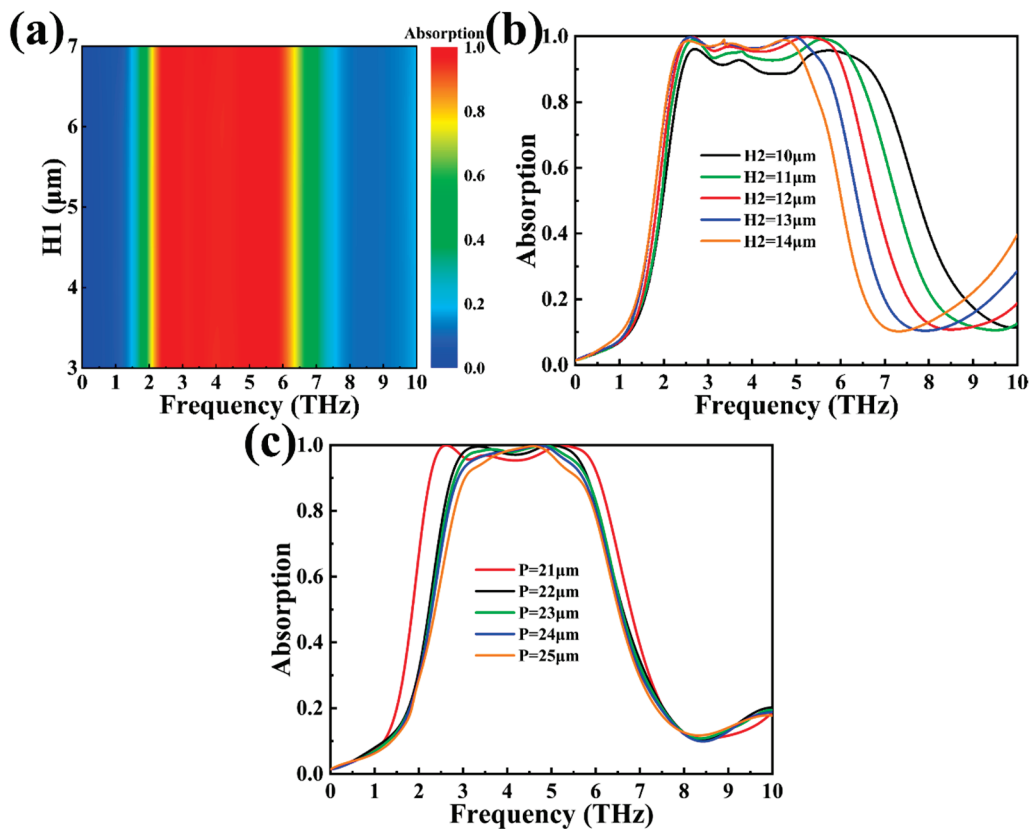 (a)
Absorption
7
6
5
4
3
H1 (μm)
0 1 2 3 4 5 6 7 8 9 10
Frequency (THz)
1.0
0.8
0.6
0.4
0.2
0.0
(b)
1.0
0.8
0.6
0.4
0.2
0.0
Absorption
H2=10μm
H2=11μm
H2=12μm
H2=13μm
H2=14μm
0 1 2 3 4 5 6 7 8 9 10
Frequency (THz)
(c)
1.0
0.8
0.6
0.4
0.2
0.0
Absorption
P=21μm
P=22μm
P=23μm
P=24μm
P=25μm
0 1 2 3 4 5 6 7 8 9 10
Frequency (THz)